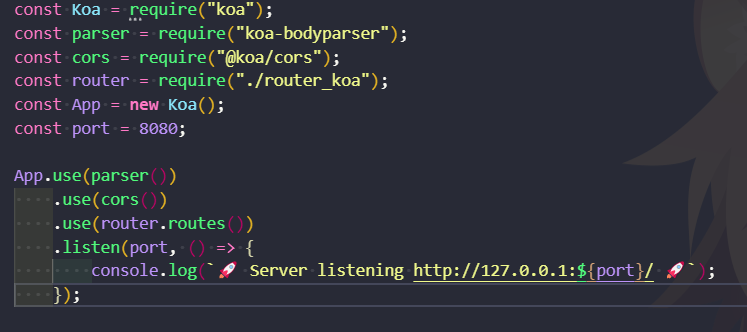 const Koa = require("koa");
const parser = require("koa-bodyparser");
const cors = require("@koa/cors");
const router = require("./router_koa");
const App = new Koa();
const port = 8080;

App.use(parser())
    .use(cors())
    .use(router.routes())
    .listen(port, () => {
        console.log(`🚀 Server listening http://127.0.0.1:${port}/ 🚀`);
    });